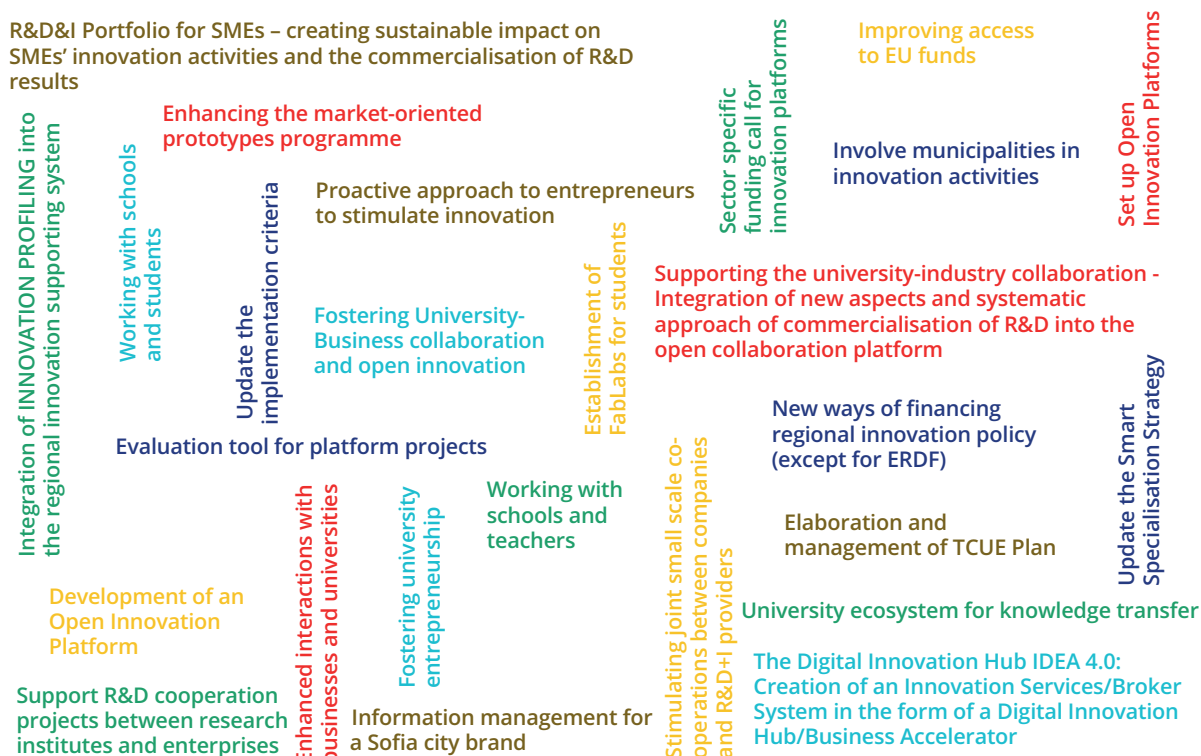 R&D&I Portfolio for SMEs – creating sustainable impact on
SMEs' innovation activities and the commercialisation of R&D
results
Improving access
to EU funds
Sector specific
funding call for
innovation platforms
Set up Open
Innovation Platforms
Enhancing the market-oriented
prototypes programme
Integration of INNOVATION PROFILING into
the regional innovation supporting system
Working with schools
and students
Involve municipalities in
innovation activities
Proactive approach to entrepreneurs
to stimulate innovation
Update the
implementation criteria
Establishment of
FabLabs for students
Supporting the university-industry collaboration -
Integration of new aspects and systematic
approach of commercialisation of R&D into the
open collaboration platform
Fostering University-
Business collaboration
and open innovation
Update the Smart
Specialisation Strategy
New ways of financing
regional innovation policy
(except for ERDF)
Evaluation tool for platform projects
Stimulating joint small scale co-
operations between companies
and R&D+I providers
Working with
schools and
teachers
Enhanced interactions with
businesses and universities
Fostering university
entrepreneurship
Elaboration and
management of TCUE Plan
Development of an
Open Innovation
Platform
University ecosystem for knowledge transfer
The Digital Innovation Hub IDEA 4.0:
Creation of an Innovation Services/Broker
System in the form of a Digital Innovation
Hub/Business Accelerator
Support R&D cooperation
projects between research
institutes and enterprises
Information management for
a Sofia city brand